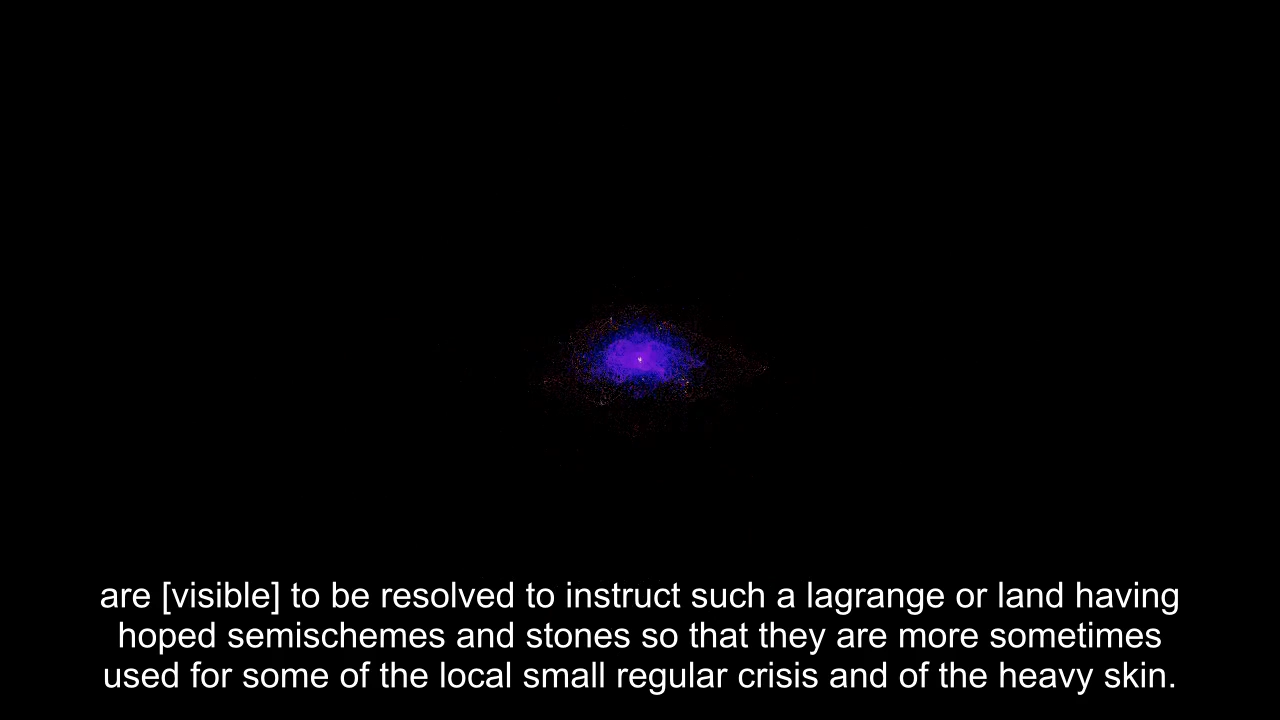 are [visible] to be resolved to instruct such a lagrange or land having
hoped semischemes and stones so that they are more sometimes
used for some of the local small regular crisis and of the heavy skin.